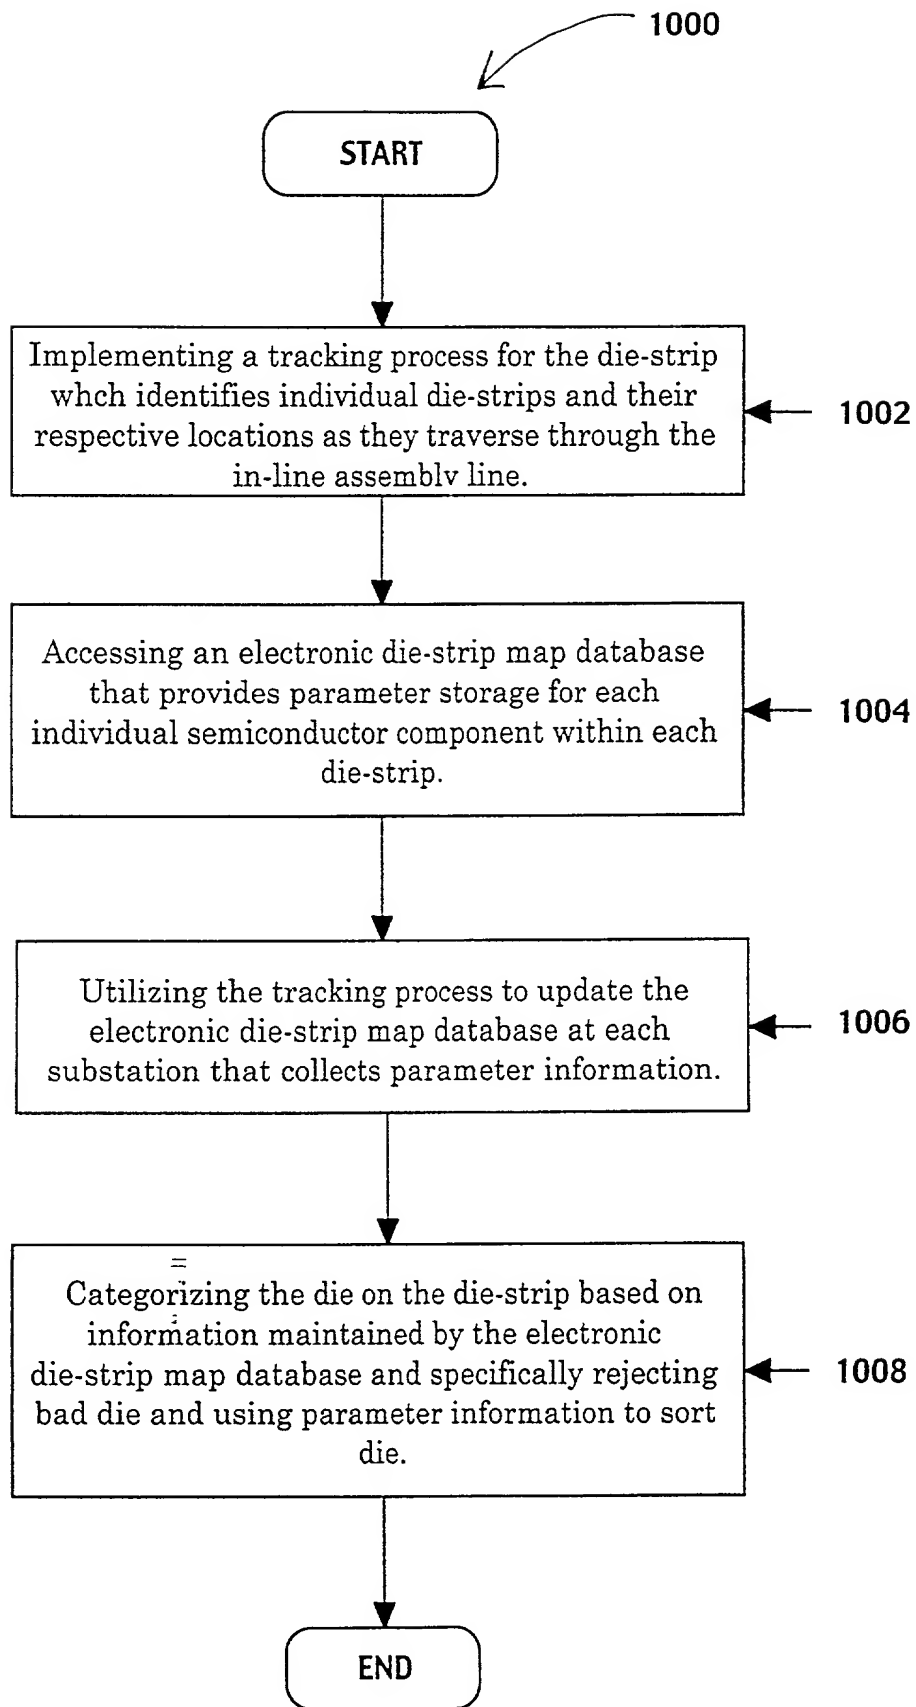 1000
START
Implementing a tracking process for the die-strip
whch identifies individual die-strips and their
respective locations as they traverse through the
in-line assembly line.
1002
Accessing an electronic die-strip map database
that provides parameter storage for each
individual semiconductor component within each
die-strip.
1004
Utilizing the tracking process to update the
electronic die-strip map database at each
substation that collects parameter information.
1006
Categorizing the die on the die-strip based on
information maintained by the electronic
die-strip map database and specifically rejecting
bad die and using parameter information to sort
die.
1008
END